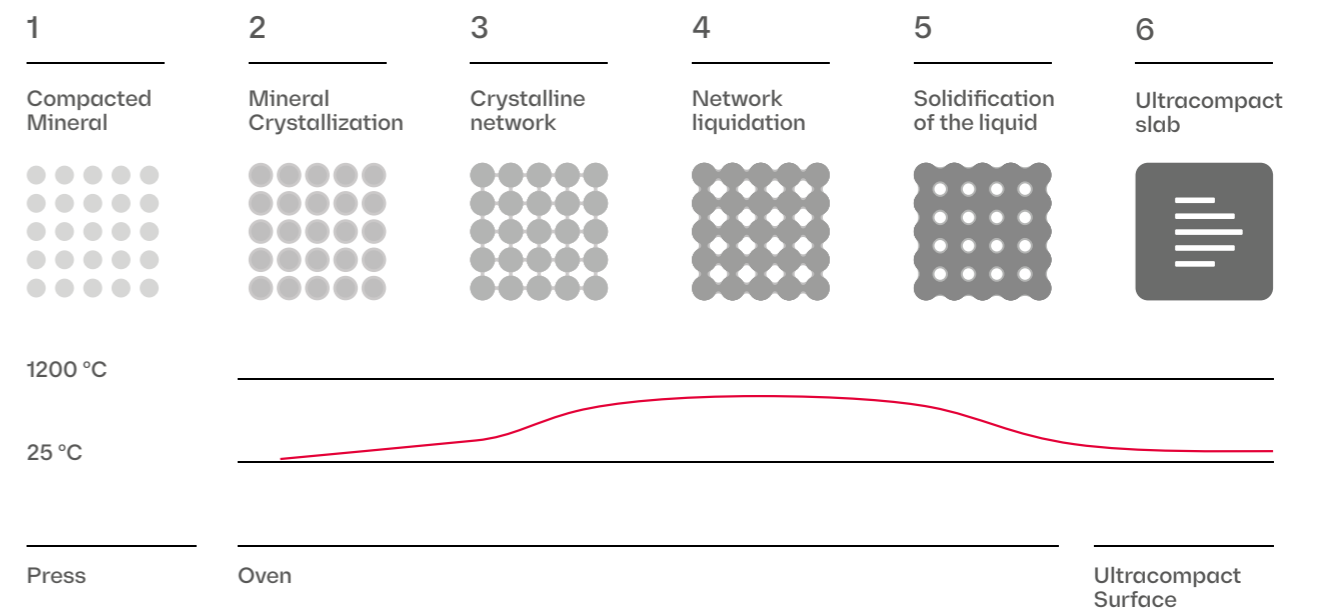 1
2
3
4
5
6
Compacted
Mineral
Mineral
Crystallization
Crystalline
network
Network
liquidation
Solidification
of the liquid
Ultracompact
slab
1200 °C
25 °C
Press
Oven
Ultracompact
Surface